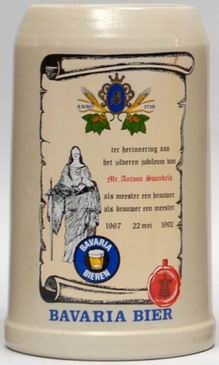 ANNO 1719
B
ter herinnering aan
het zilveren jubileum van
Mr. Antoon Swinkels
als meester een brouwer
als brouwer een meester
1967 22 mei 1992
BAVARIA
BIEREN
BAVARIA BIER